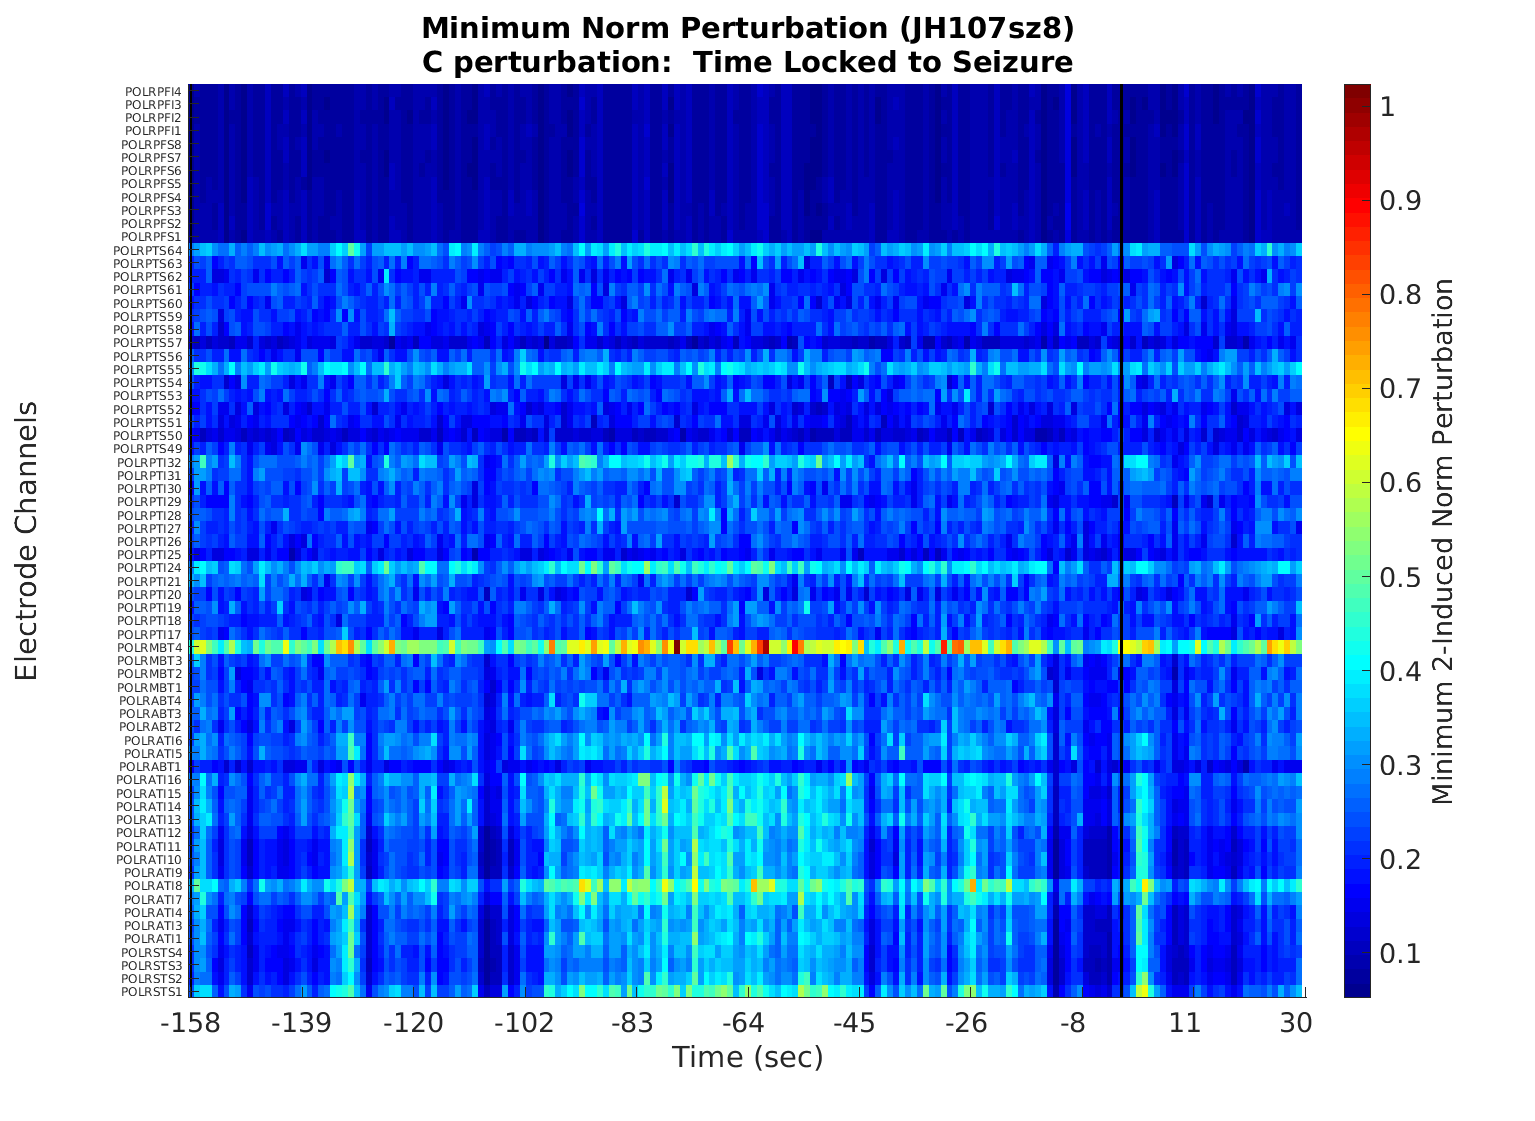 Minimum Norm Perturbation (JH107sz8)
C perturbation:  Time Locked to Seizure
Electrode Channels
POLRPFI4
POLRPFI3
POLRPFI2
POLRPFI1
POLRPFS8
POLRPFS7
POLRPFS6
POLRPFS5
POLRPFS4
POLRPFS3
POLRPFS2
POLRPFS1
POLRPTS64
POLRPTS63
POLRPTS62
POLRPTS61
POLRPTS60
POLRPTS59
POLRPTS58
POLRPTS57
POLRPTS56
POLRPTS55
POLRPTS54
POLRPTS53
POLRPTS52
POLRPTS51
POLRPTS50
POLRPTS49
POLRPTI32
POLRPTI31
POLRPTI30
POLRPTI29
POLRPTI28
POLRPTI27
POLRPTI26
POLRPTI25
POLRPTI24
POLRPTI21
POLRPTI20
POLRPTI19
POLRPTI18
POLRPTI17
POLRMBT4
POLRMBT3
POLRMBT2
POLRMBT1
POLRABT4
POLRABT3
POLRABT2
POLRATI6
POLRATI5
POLRABT1
POLRATI16
POLRATI15
POLRATI14
POLRATI13
POLRATI12
POLRATI11
POLRATI10
POLRATI9
POLRATI8
POLRATI7
POLRATI4
POLRATI3
POLRATI1
POLRSTS4
POLRSTS3
POLRSTS2
POLRSTS1
-158 -139 -120 -102 -83 -64 -45 -26 -8 11 30
Time (sec)
1
0.9
0.8
0.7
0.6
0.5
0.4
0.3
0.2
0.1
Minimum 2-Induced Norm Perturbation